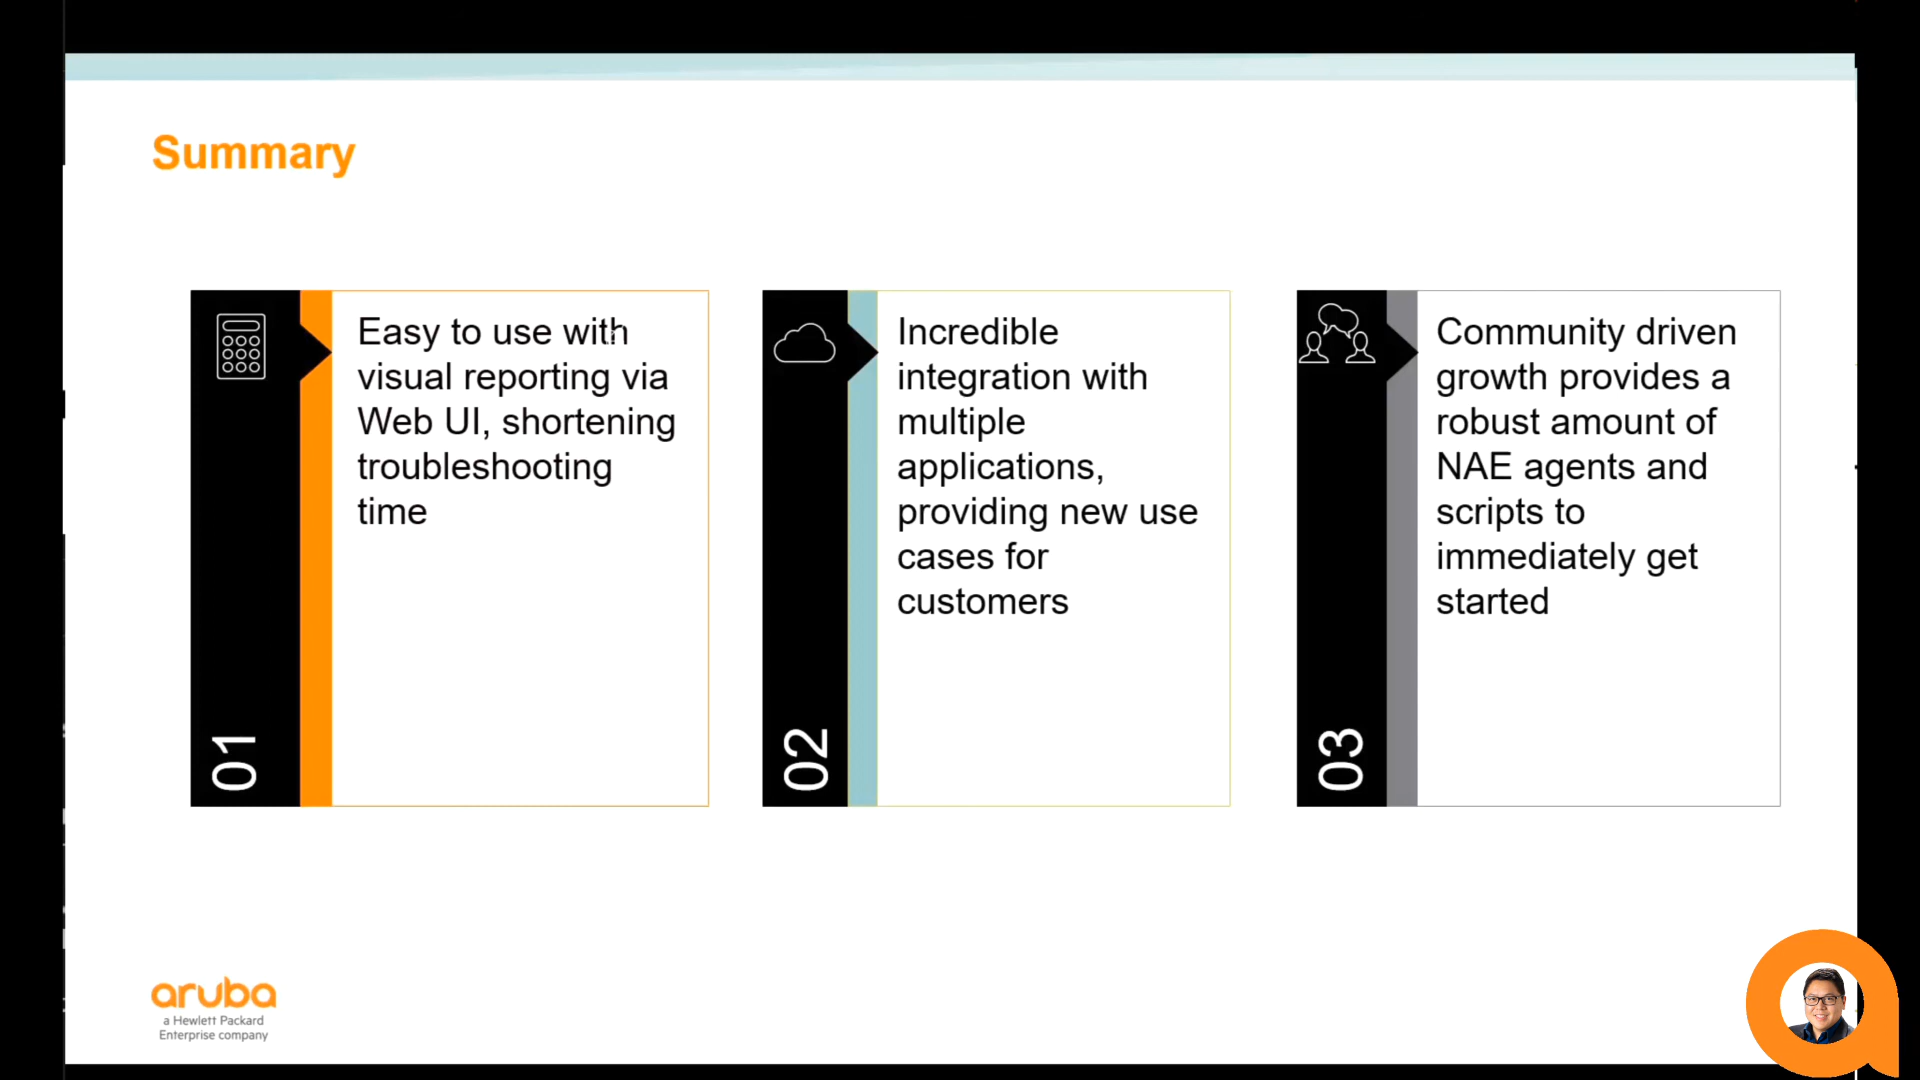 Summary
Easy to use with
visual reporting via
Web UI, shortening
troubleshooting
time
01
Incredible
integration with
multiple
applications,
providing new use
cases for
customers
02
Community driven
growth provides a
robust amount of
NAE agents and
scripts to
immediately get
started
03
aruba
a Hewlett Packard
Enterprise company